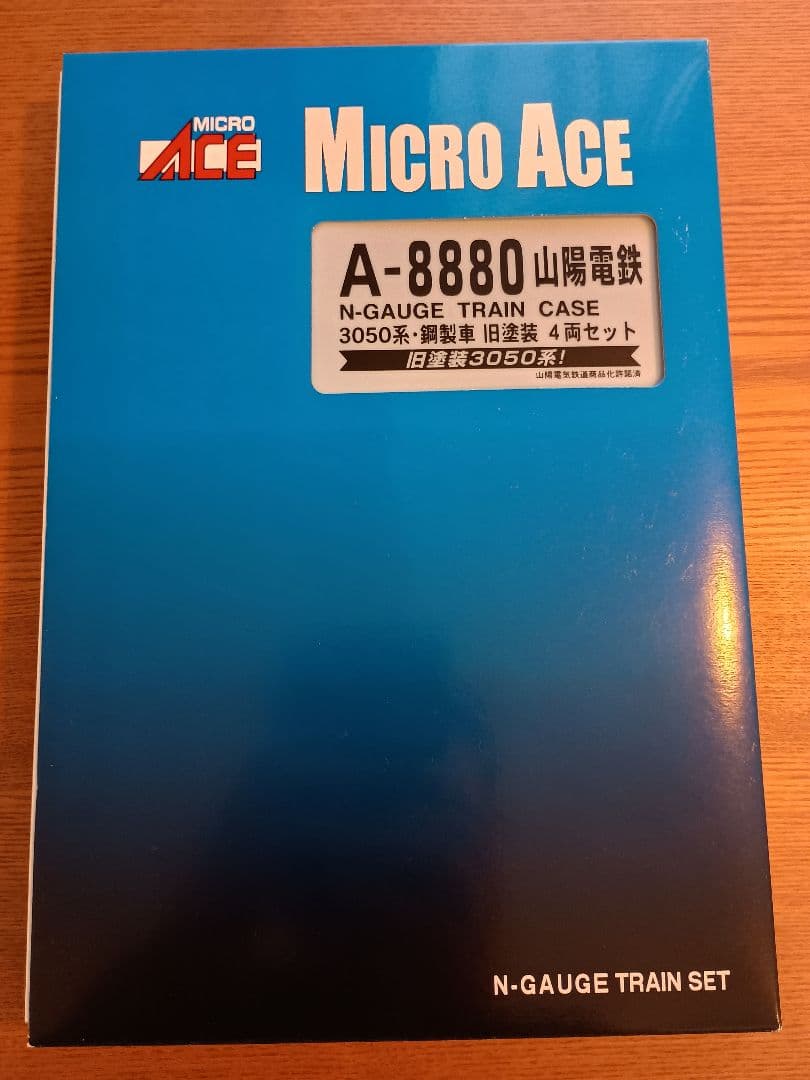 MICRO
ACE
MICRO ACE
A-8880 山陽電鉄
N-GAUGE TRAIN CASE
3050系・鋼製車 旧塗装 4両セット
旧塗装3050系!
山陽電気鉄道商品化許諾済
N-GAUGE TRAIN SET